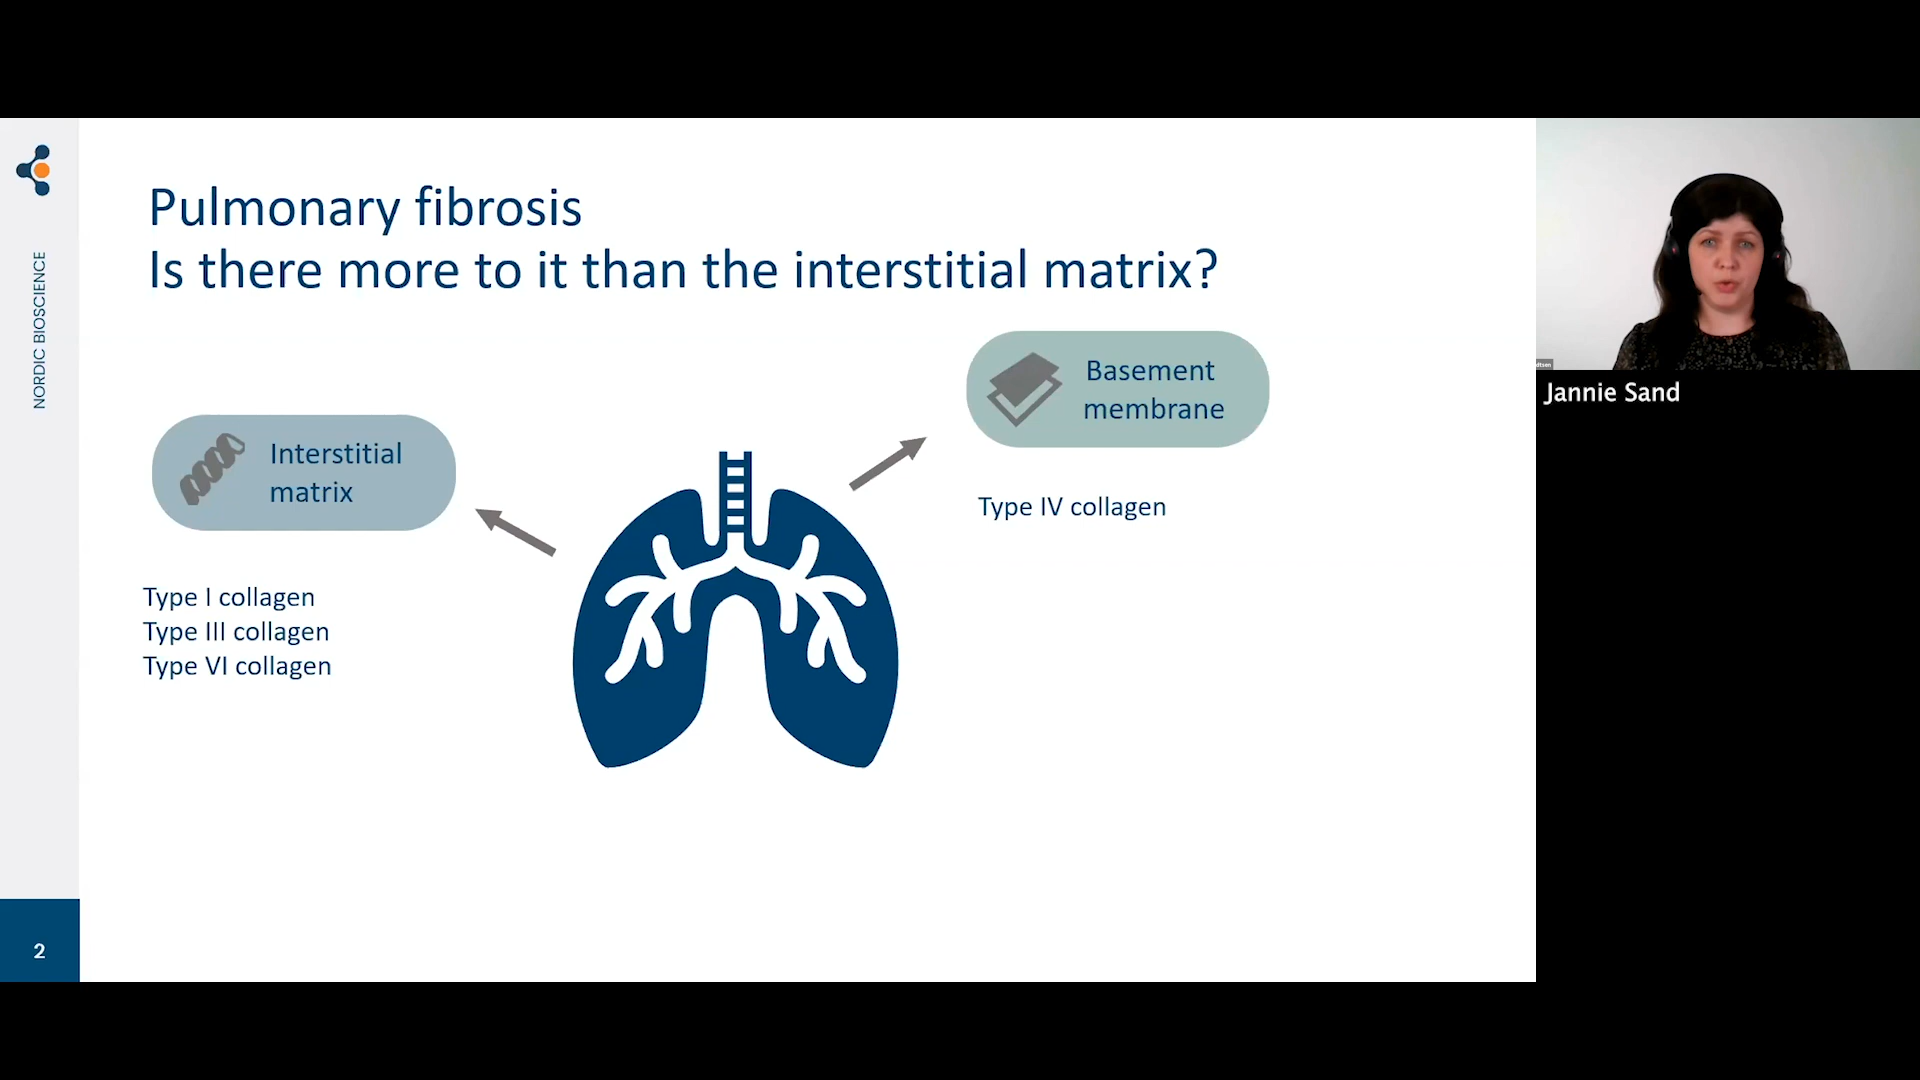 NORDIC BIOSCIENCE
Pulmonary fibrosis
Is there more to it than the interstitial matrix?
Interstitial
matrix
Type I collagen
Type III collagen
Type VI collagen
Basement
membrane
Type IV collagen
2
Jannie Sand